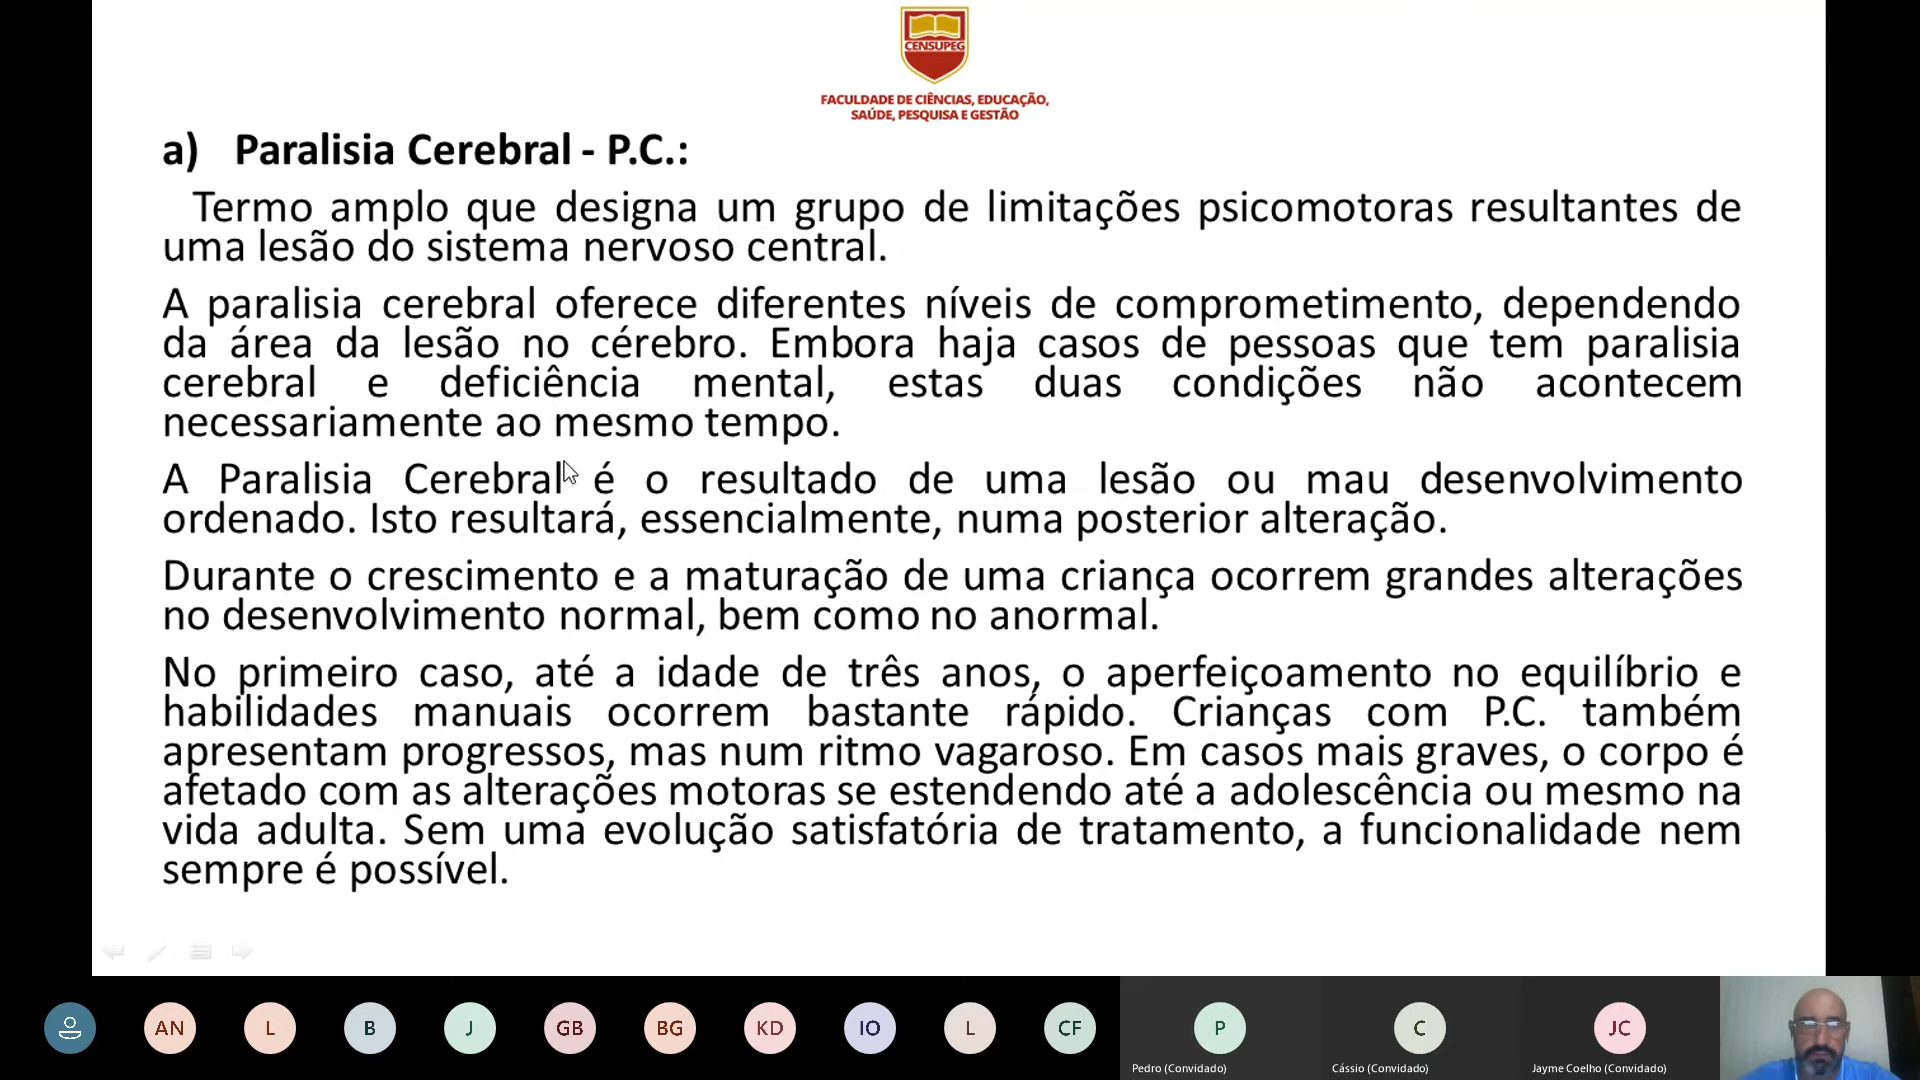 CENSUPEG
FACULDADE DE CIÊNCIAS, EDUCAÇÃO,
SAÚDE, PESQUISA E GESTÃO
a) Paralisia Cerebral - P.C.:
Termo amplo que designa um grupo de limitações psicomotoras resultantes de
uma lesão do sistema nervoso central.
A paralisia cerebral oferece diferentes níveis de comprometimento, dependendo
da área da lesão no cérebro. Embora haja casos de pessoas que tem paralisia
cerebral e deficiência mental, estas duas condições não acontecem
necessariamente ao mesmo tempo.
A Paralisia Cerebral é o resultado de uma lesão ou mau desenvolvimento
ordenado. Isto resultará, essencialmente, numa posterior alteração.
Durante o crescimento e a maturação de uma criança ocorrem grandes alterações
no desenvolvimento normal, bem como no anormal.
No primeiro caso, até a idade de três anos, o aperfeiçoamento no equilíbrio e
habilidades manuais ocorrem bastante rápido. Crianças com P.C. também
apresentam progressos, mas num ritmo vagaroso. Em casos mais graves, o corpo é
afetado com as alterações motoras se estendendo até a adolescência ou mesmo na
vida adulta. Sem uma evolução satisfatória de tratamento, a funcionalidade nem
sempre é possível.
AN L B J GB BG KD IO L CF P C JC
Pedro (Convidado) Cássio (Convidado) Jayme Coelho (Convidado)